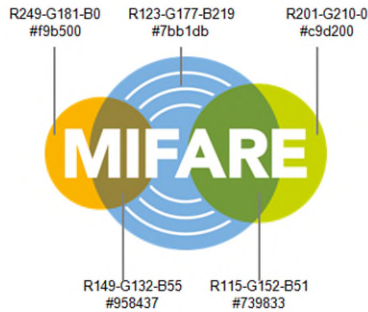 R249-G181-B0 R123-G177-B219 R201-G210-0
#f9b500 #7bb1db #c9d200
MIFARE
R149-G132-B55 R115-G152-B51
#958437 #739833